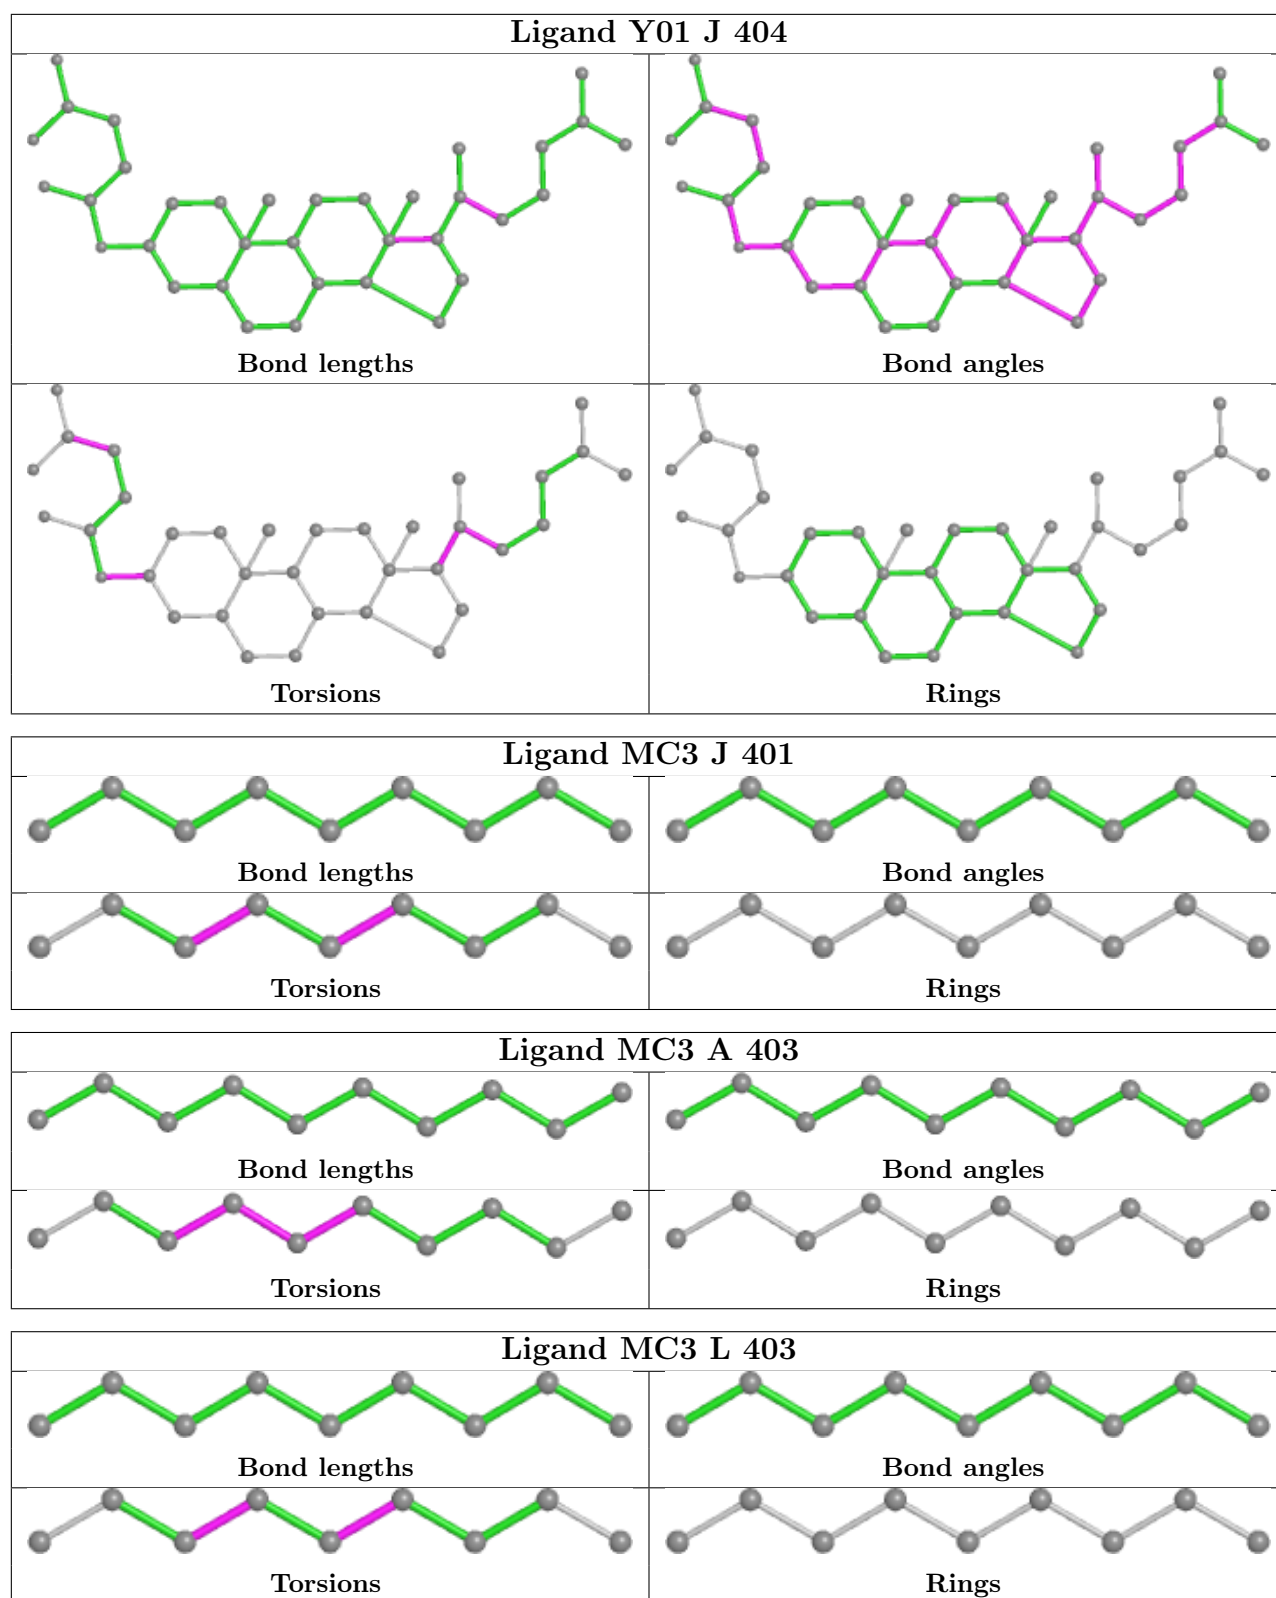 Ligand Y01 J 404
Bond lengths
Bond angles
Torsions
Rings
Ligand MC3 J 401
Bond lengths
Bond angles
Torsions
Rings
Ligand MC3 A 403
Bond lengths
Bond angles
Torsions
Rings
Ligand MC3 L 403
Bond lengths
Bond angles
Torsions
Rings